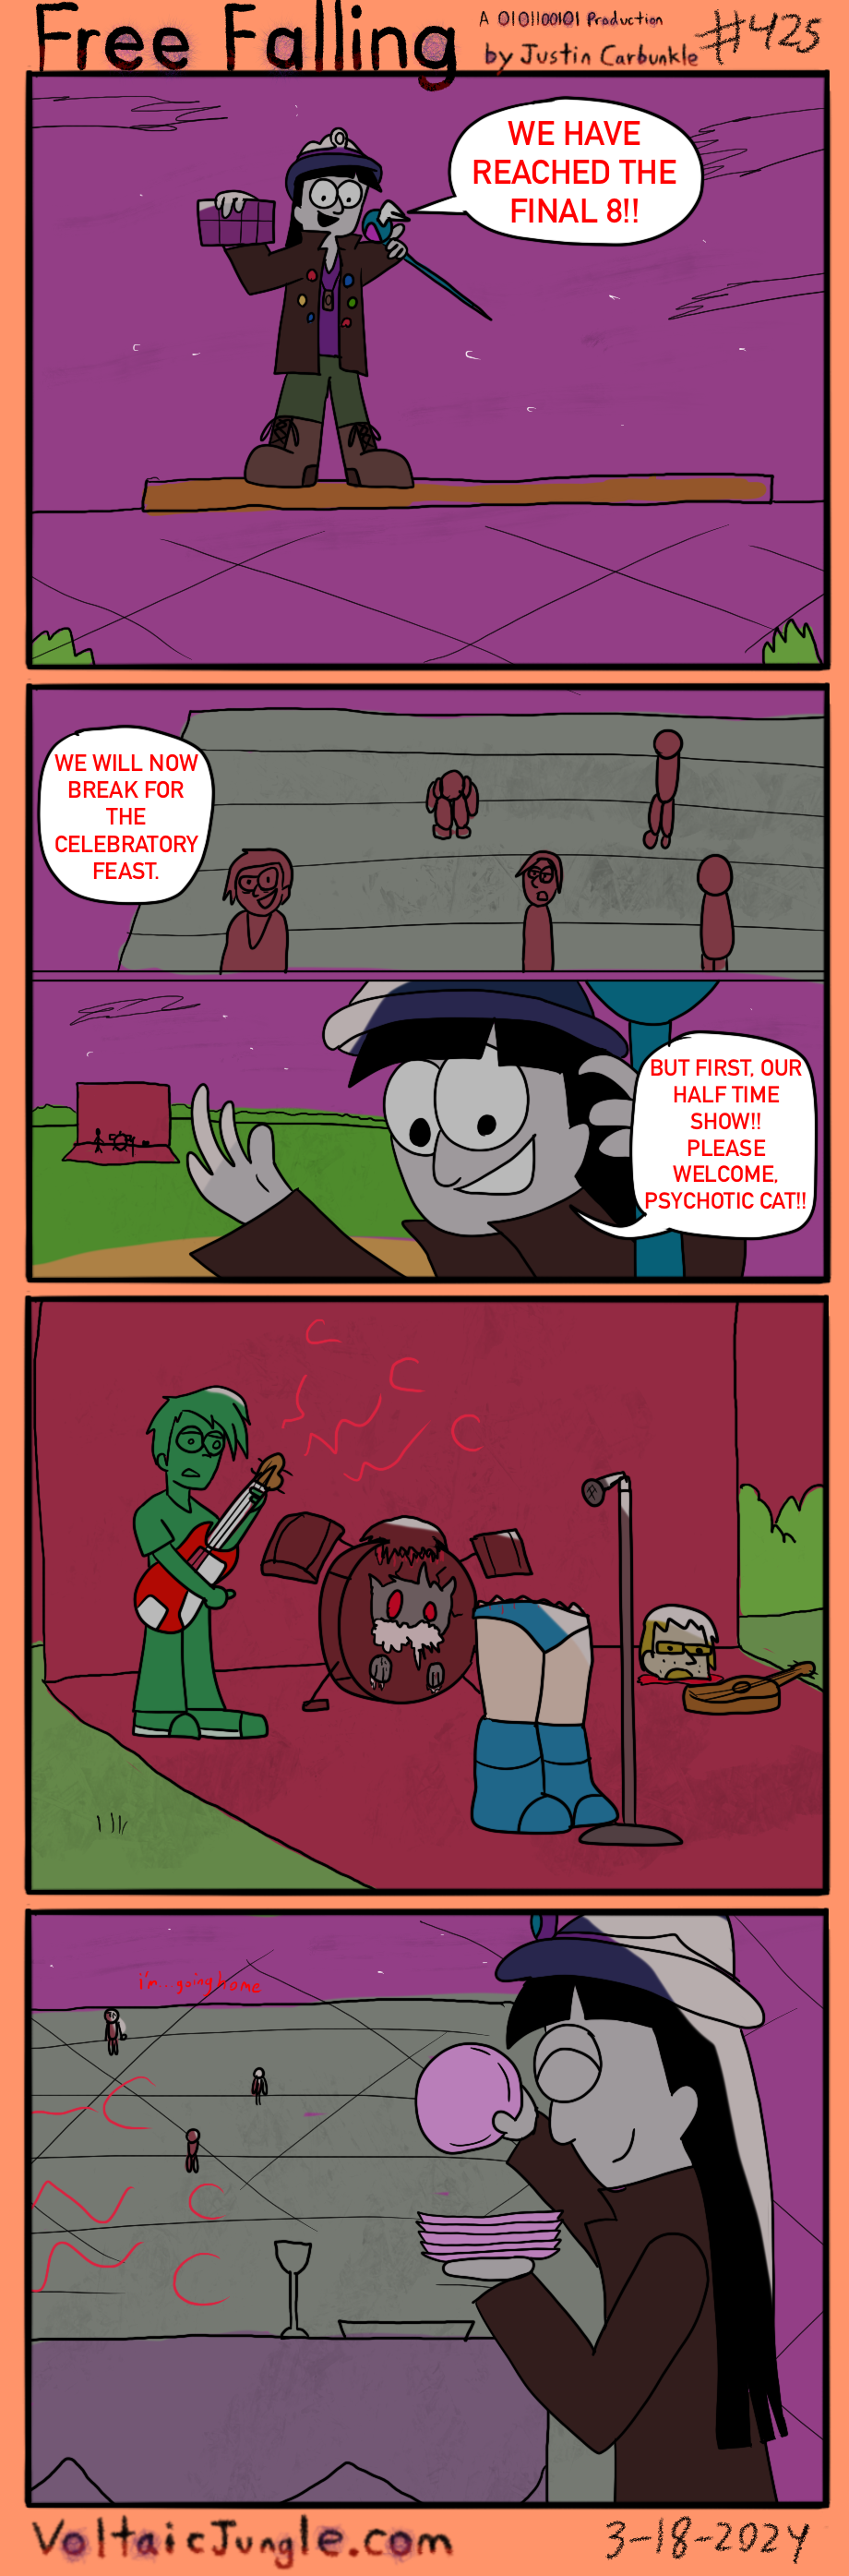 Free Falling
A 0101100101 Production
by Justin Carbunkle
#425
WE HAVE
REACHED THE
FINAL 8!!
WE WILL NOW
BREAK FOR
THE
CELEBRATORY
FEAST.
BUT FIRST, OUR
HALF TIME
SHOW!!
PLEASE
WELCOME,
PSYCHOTIC CAT!!
i'm.. going home
VoltaicJungle.com
3-18-2024